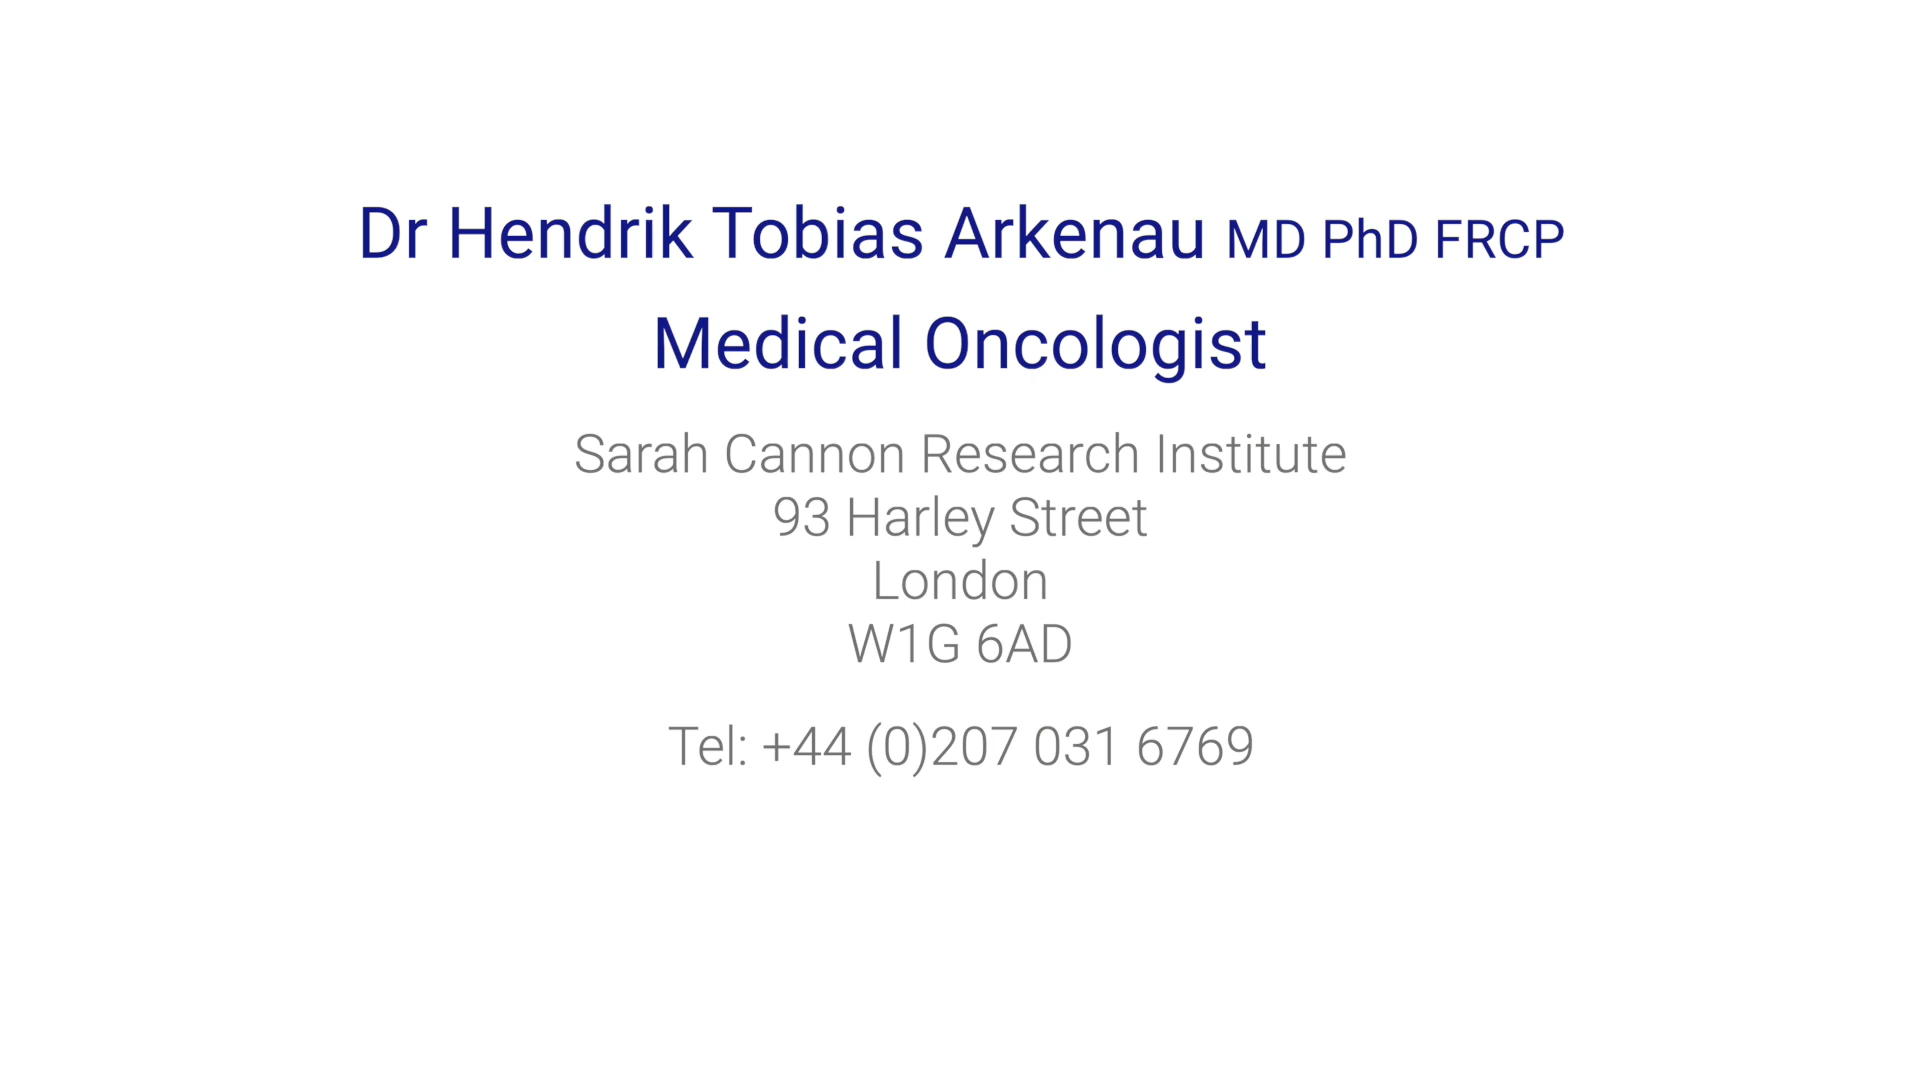 Dr Hendrik Tobias Arkenau MD PhD FRCP
Medical Oncologist
Sarah Cannon Research Institute
93 Harley Street
London
W1G 6AD
Tel: +44 (0)207 031 6769